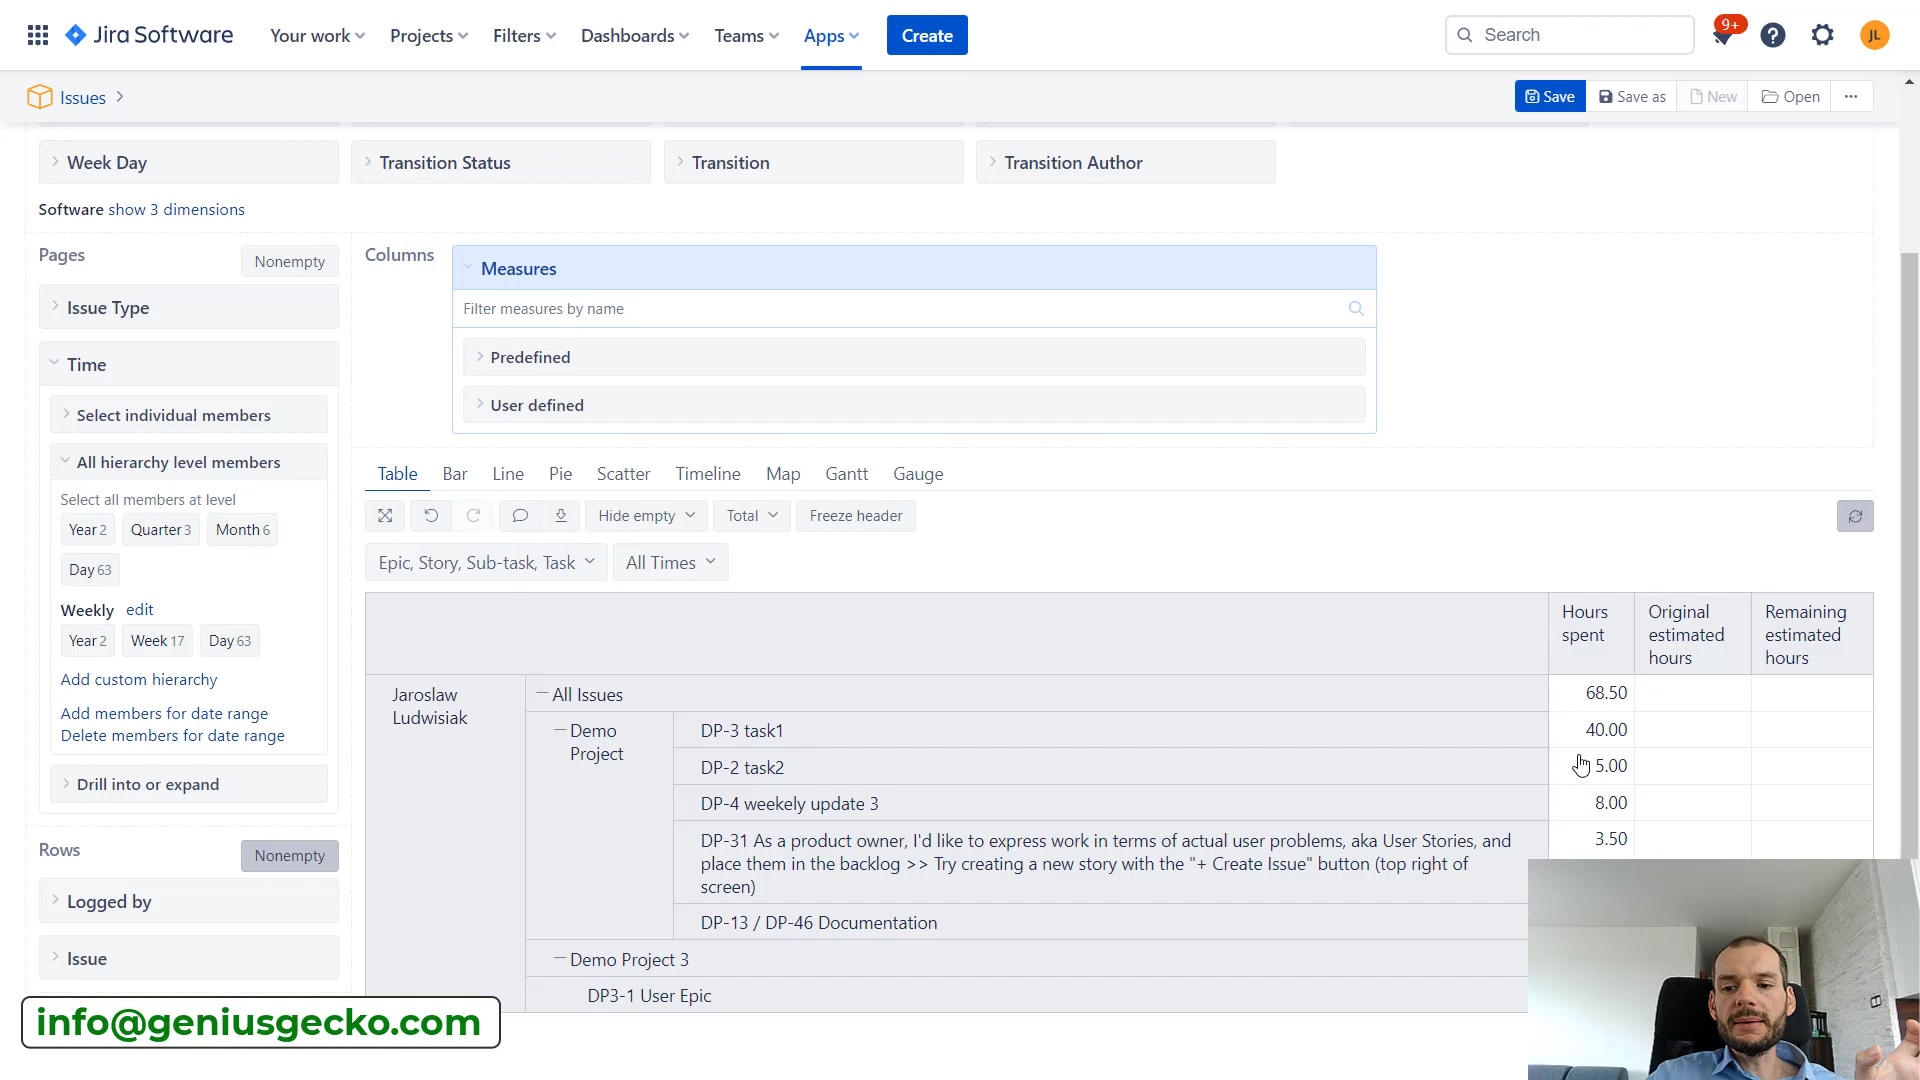 Jira Software Your work Projects Filters Dashboards Teams Apps Create Search 9+ JL
Issues Save Save as New Open ...
Week Day Transition Status Transition Transition Author
Software show 3 dimensions
Pages Nonempty
Issue Type
Time
Select individual members
All hierarchy level members
Select all members at level
Year 2 Quarter 3 Month 6
Day 63
Weekly edit
Year 2 Week 17 Day 63
Add custom hierarchy
Add members for date range
Delete members for date range
Drill into or expand
Rows Nonempty
Logged by
Issue
Columns
Measures
Filter measures by name
Predefined
User defined
Table Bar Line Pie Scatter Timeline Map Gantt Gauge
Hide empty Total Freeze header
Epic, Story, Sub-task, Task All Times
Hours spent
Original estimated hours
Remaining estimated hours
Jaroslaw Ludwisiak
All Issues 68.50
Demo Project
DP-3 task1 40.00
DP-2 task2 5.00
DP-4 weekely update 3 8.00
DP-31 As a product owner, I'd like to express work in terms of actual user problems, aka User Stories, and 3.50
place them in the backlog >> Try creating a new story with the "+ Create Issue" button (top right of
screen)
DP-13 / DP-46 Documentation
Demo Project 3
DP3-1 User Epic
info@geniusgecko.com